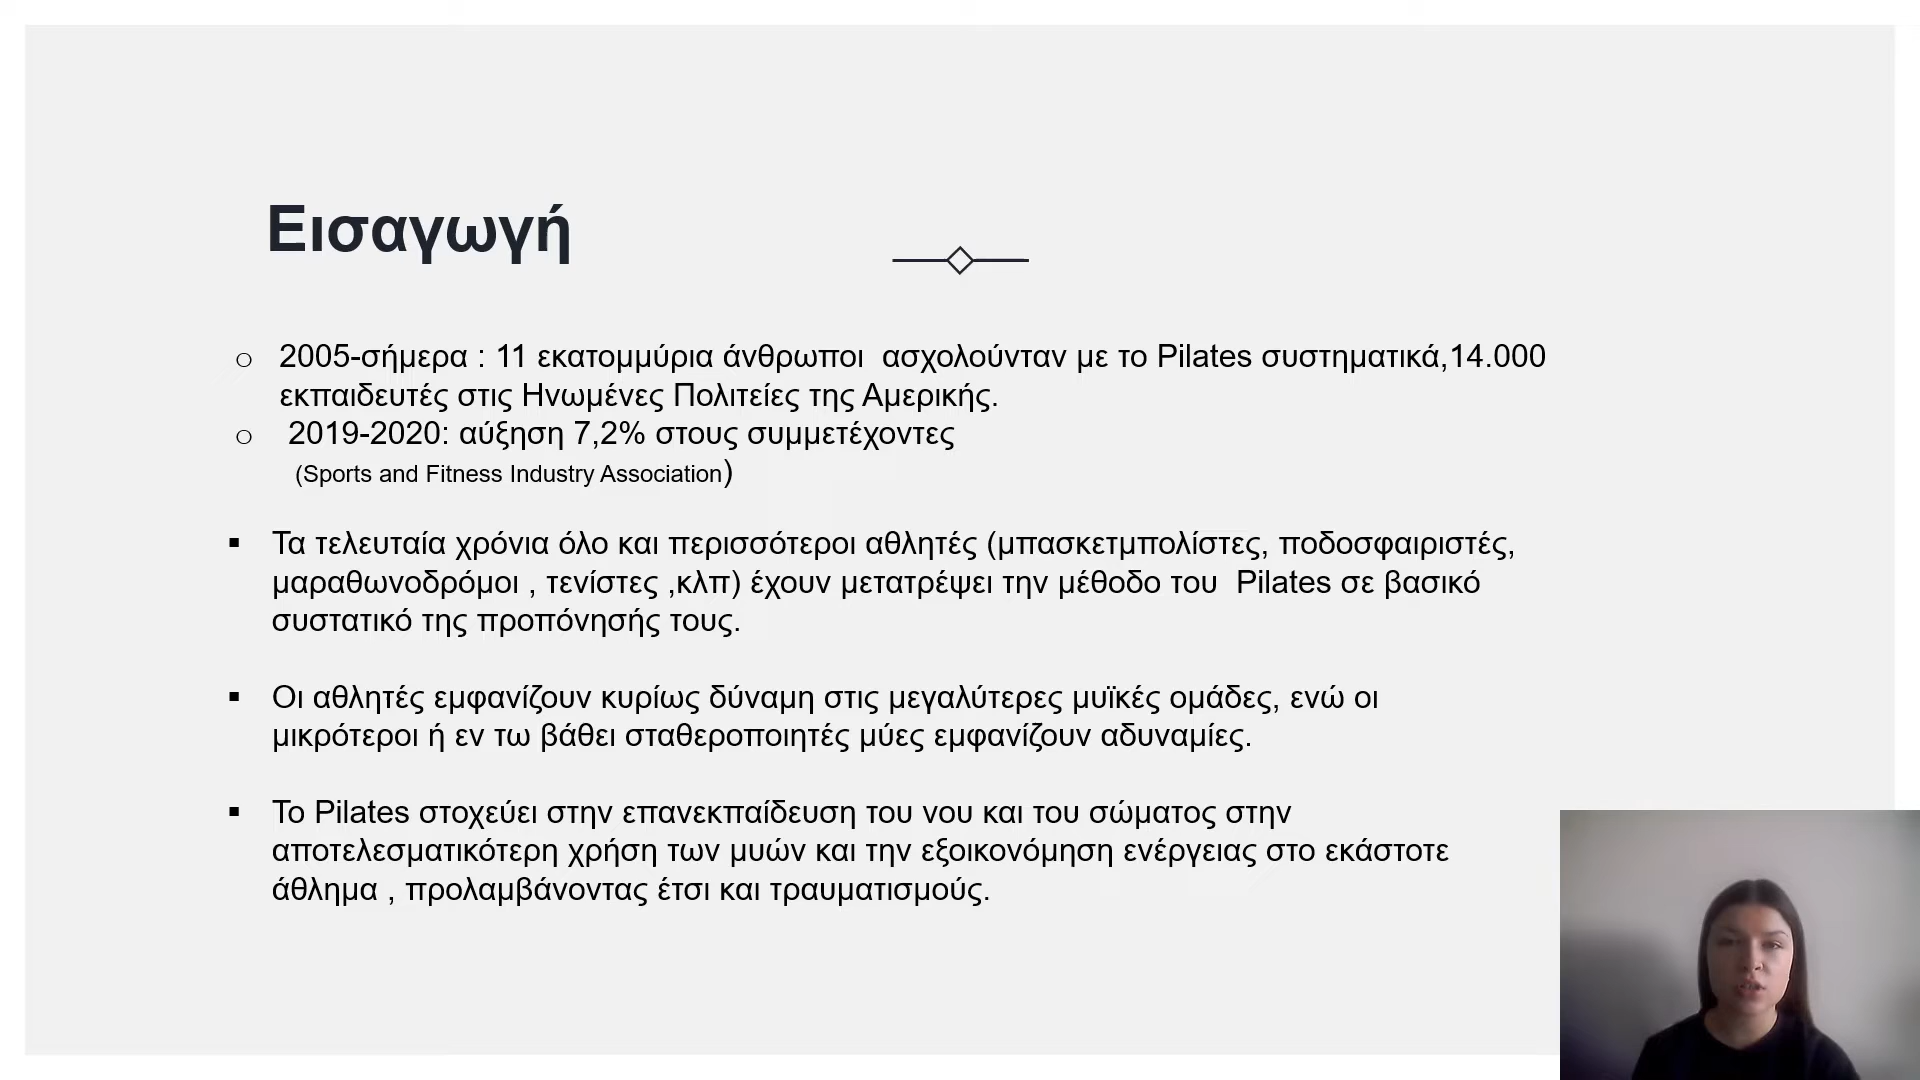 Εισαγωγή
2005-σήμερα : 11 εκατομμύρια άνθρωποι  ασχολούνταν με το Pilates συστηματικά,14.000
εκπαιδευτές στις Ηνωμένες Πολιτείες της Αμερικής.
2019-2020: αύξηση 7,2% στους συμμετέχοντες
(Sports and Fitness Industry Association)
Τα τελευταία χρόνια όλο και περισσότεροι αθλητές (μπασκετμπολίστες, ποδοσφαιριστές,
μαραθωνοδρόμοι , τενίστες ,κλπ) έχουν μετατρέψει την μέθοδο του  Pilates σε βασικό
συστατικό της προπόνησής τους.
Οι αθλητές εμφανίζουν κυρίως δύναμη στις μεγαλύτερες μυϊκές ομάδες, ενώ οι
μικρότεροι ή εν τω βάθει σταθεροποιητές μύες εμφανίζουν αδυναμίες.
Το Pilates στοχεύει στην επανεκπαίδευση του νου και του σώματος στην
αποτελεσματικότερη χρήση των μυών και την εξοικονόμηση ενέργειας στο εκάστοτε
άθλημα , προλαμβάνοντας έτσι και τραυματισμούς.